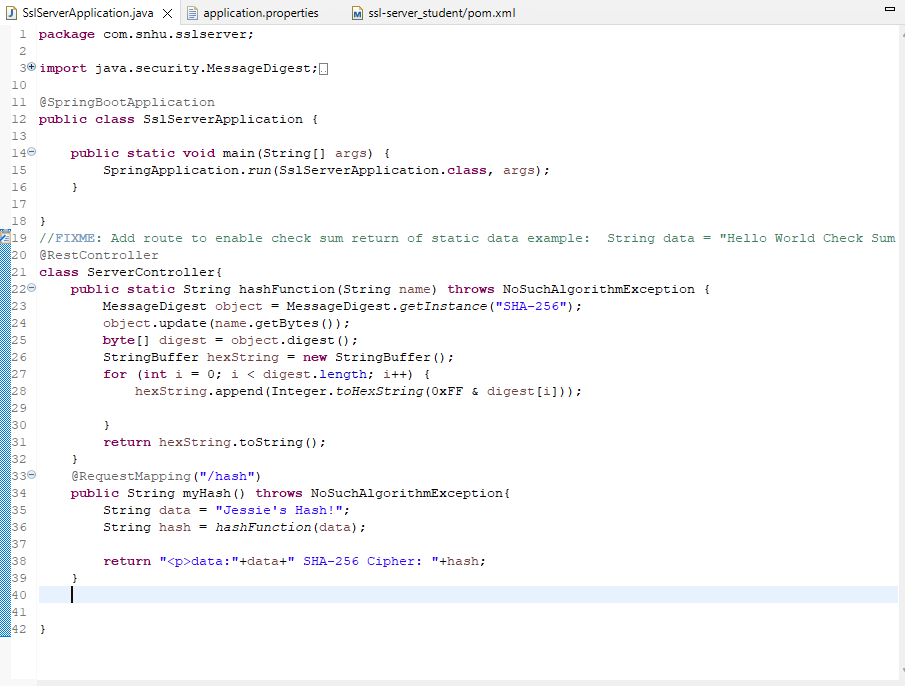 SslServerApplication.java application.properties ssl-server_student/pom.xml
1 package com.snhu.sslserver;
2
3 import java.security.MessageDigest;
10
11 @SpringBootApplication
12 public class SslServerApplication {
13
14 public static void main(String[] args) {
15 SpringApplication.run(SslServerApplication.class, args);
16 }
17
18 }
19 //FIXME: Add route to enable check sum return of static data example:  String data = "Hello World Check Sum
20 @RestController
21 class ServerController{
22 public static String hashFunction(String name) throws NoSuchAlgorithmException {
23 MessageDigest object = MessageDigest.getInstance("SHA-256");
24 object.update(name.getBytes());
25 byte[] digest = object.digest();
26 StringBuffer hexString = new StringBuffer();
27 for (int i = 0; i < digest.length; i++) {
28 hexString.append(Integer.toHexString(0xFF & digest[i]));
29
30 }
31 return hexString.toString();
32 }
33 @RequestMapping("/hash")
34 public String myHash() throws NoSuchAlgorithmException{
35 String data = "Jessie's Hash!";
36 String hash = hashFunction(data);
37
38 return "<p>data:"+data+" SHA-256 Cipher: "+hash;
39 }
40
41
42 }